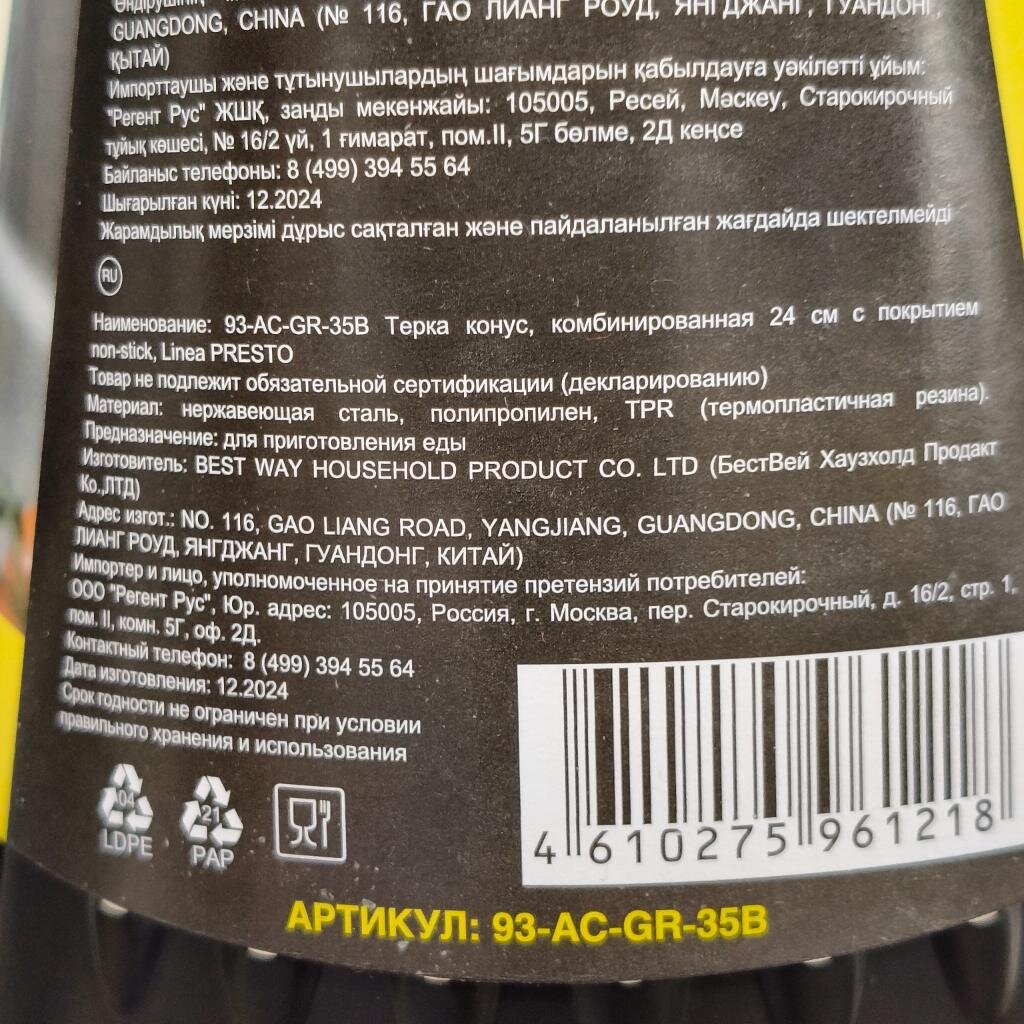 GUANGDONG, CHINA (№ 116, ГАО ЛИАНГ РОУД, ЯНГДЖАНГ, ГУАНДОНГ,
ҚЫТАЙ)
Импорттаушы және тұтынушылардың шағымдарын қабылдауға уәкілетті ұйым:
"Регент Рус" ЖШҚ, заңды мекенжайы: 105005, Ресей, Мәскеу, Старокирочный
тұйық көшесі, № 16/2 үй, 1 ғимарат, пом.II, 5Г бөлме, 2Д кеңсе
Байланыс телефоны: 8 (499) 394 55 64
Шығарылған күні: 12.2024
Жарамдылық мерзімі дұрыс сақталған және пайдаланылған жағдайда шектелмейді
RU
Наименование: 93-AC-GR-35B Терка конус, комбинированная 24 см с покрытием
non-stick, Linea PRESTO
Товар не подлежит обязательной сертификации (декларированию)
Материал: нержавеющая сталь, полипропилен, TPR (термопластичная резина).
Предназначение: для приготовления еды
Изготовитель: BEST WAY HOUSEHOLD PRODUCT CO. LTD (БестВей Хаузхолд Продакт
Ко.,ЛТД)
Адрес изгот.: NO. 116, GAO LIANG ROAD, YANGJIANG, GUANGDONG, CHINA (№ 116, ГАО
ЛИАНГ РОУД, ЯНГДЖАНГ, ГУАНДОНГ, КИТАЙ)
Импортер и лицо, уполномоченное на принятие претензий потребителей:
ООО "Регент Рус", Юр. адрес: 105005, Россия, г. Москва, пер. Старокирочный, д. 16/2, стр. 1,
пом. II, комн. 5Г, оф. 2Д.
Контактный телефон: 8 (499) 394 55 64
Дата изготовления: 12.2024
Срок годности не ограничен при условии
правильного хранения и использования
04
LDPE
21
PAP
4 610275 961218
АРТИКУЛ: 93-AC-GR-35B